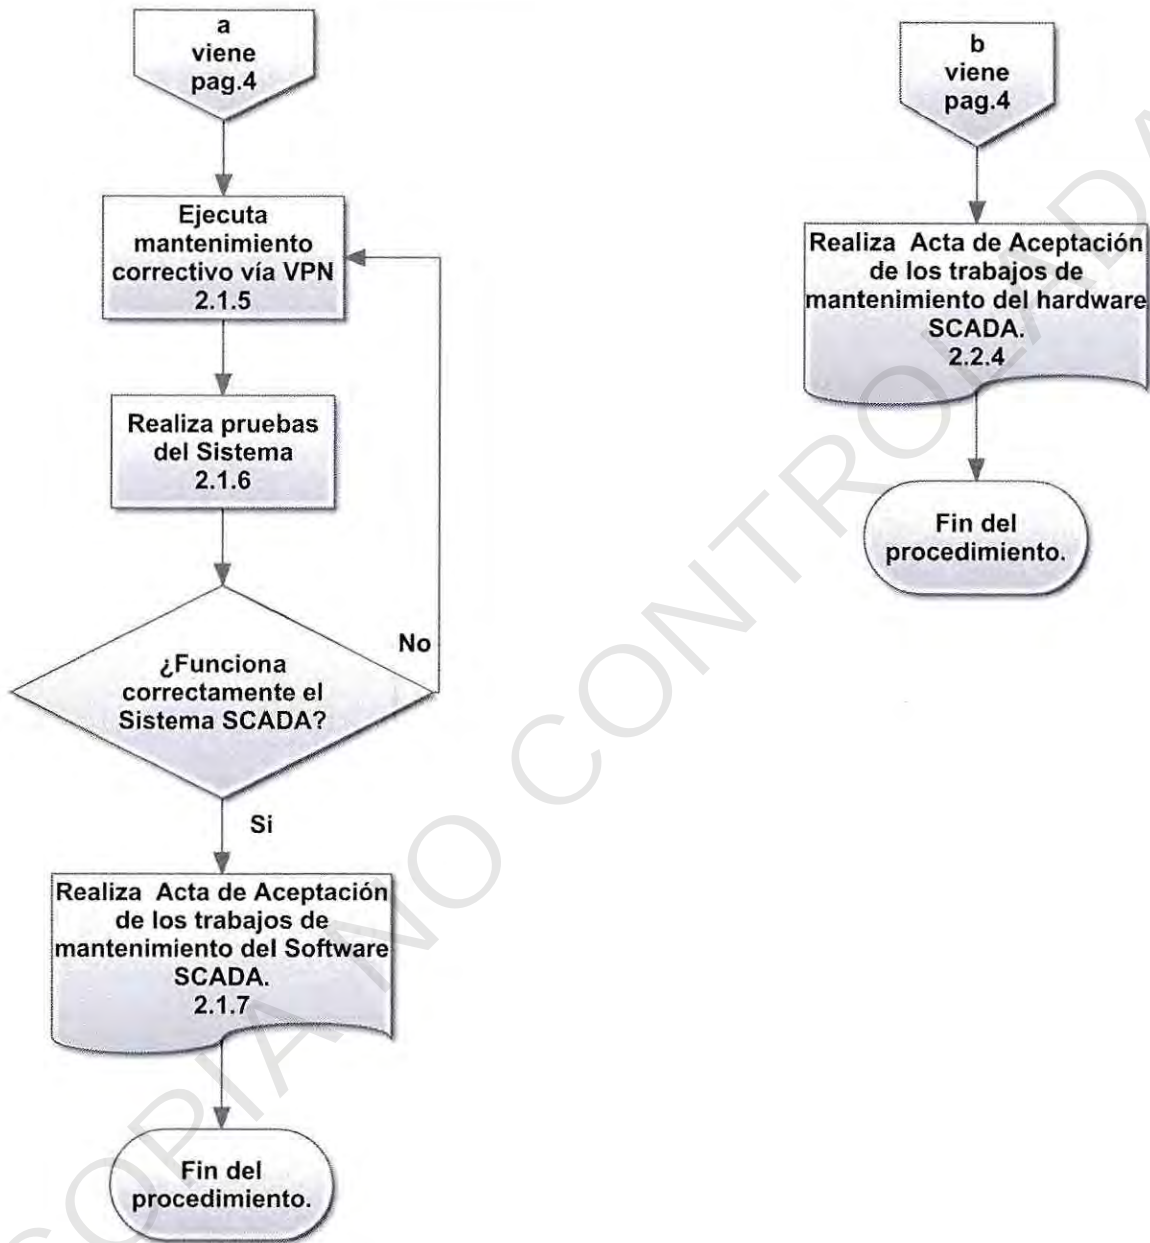 a
viene
pag.4
Ejecuta
mantenimiento
correctivo vía VPN
2.1.5
Realiza pruebas
del Sistema
2.1.6
¿Funciona
correctamente el
Sistema SCADA?
No
Si
Realiza Acta de Aceptación
de los trabajos de
mantenimiento del Software
SCADA.
2.1.7
Fin del
procedimiento.
b
viene
pag.4
Realiza Acta de Aceptación
de los trabajos de
mantenimiento del hardware
SCADA.
2.2.4
Fin del
procedimiento.
COPIA NO CONTROLADA